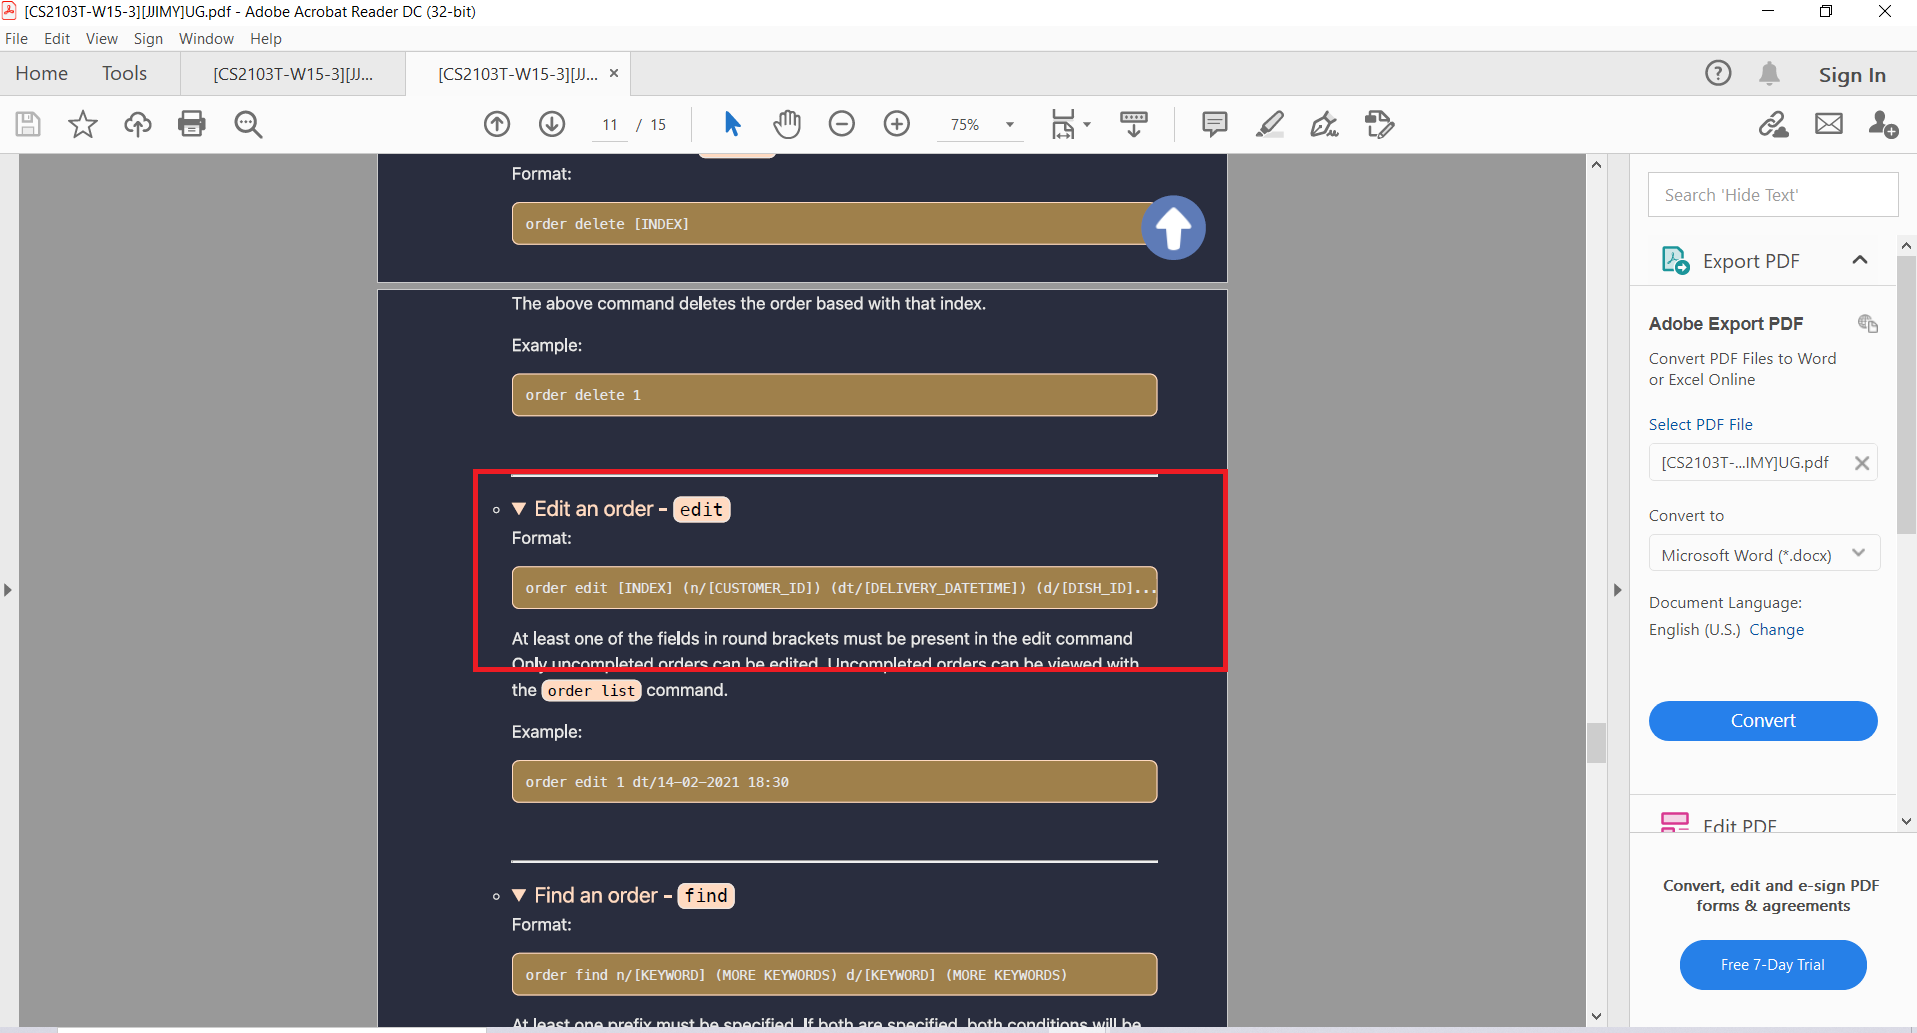 [CS2103T-W15-3][JJIMY]UG.pdf - Adobe Acrobat Reader DC (32-bit)
File Edit View Sign Window Help
Home Tools [CS2103T-W15-3][JJ... [CS2103T-W15-3][JJ... × ? Sign In
11 / 15 75%
Format:
order delete [INDEX]
The above command deletes the order based with that index.
Example:
order delete 1
Edit an order - edit
Format:
order edit [INDEX] (n/[CUSTOMER_ID]) (dt/[DELIVERY_DATETIME]) (d/[DISH_ID]...
At least one of the fields in round brackets must be present in the edit command
Only uncompleted orders can be edited. Uncompleted orders can be viewed with
the order list command.
Example:
order edit 1 dt/14–02–2021 18:30
Find an order - find
Format:
order find n/[KEYWORD] (MORE KEYWORDS) d/[KEYWORD] (MORE KEYWORDS)
At least one prefix must be specified. If both are specified, both conditions will be
Search 'Hide Text'
Export PDF
Adobe Export PDF
Convert PDF Files to Word
or Excel Online
Select PDF File
[CS2103T-...IMY]UG.pdf
Convert to
Microsoft Word (*.docx)
Document Language:
English (U.S.) Change
Convert
Edit PDF
Convert, edit and e-sign PDF
forms & agreements
Free 7-Day Trial